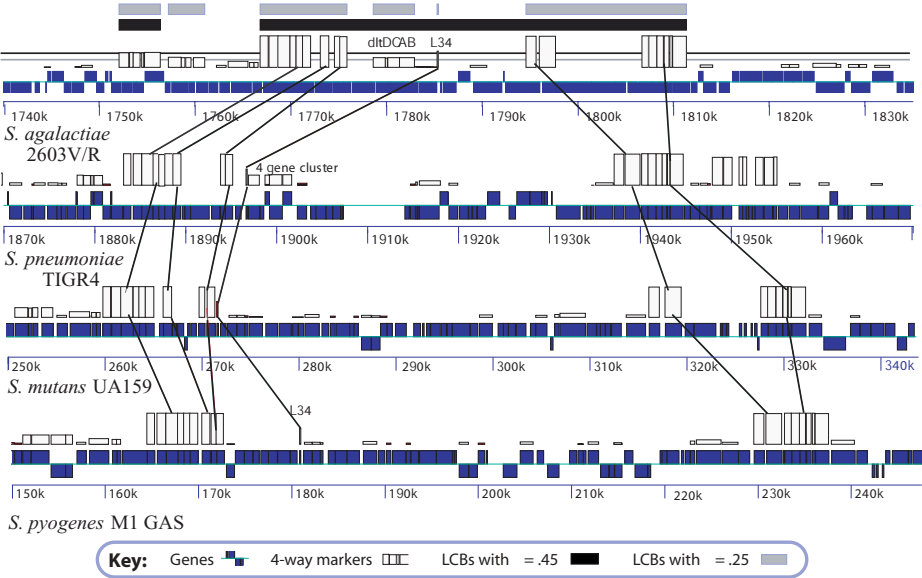 dltDCAB L34
1740k 1750k 1760k 1770k 1780k 1790k 1800k 1810k 1820k 1830k
S. agalactiae
2603V/R
4 gene cluster
1870k 1880k 1890k 1900k 1910k 1920k 1930k 1940k 1950k 1960k
S. pneumoniae
TIGR4
250k 260k 270k 280k 290k 300k 310k 320k 330k 340k
S. mutans UA159
L34
150k 160k 170k 180k 190k 200k 210k 220k 230k 240k
S. pyogenes M1 GAS
Key: Genes 4-way markers LCBs with = .45 LCBs with = .25